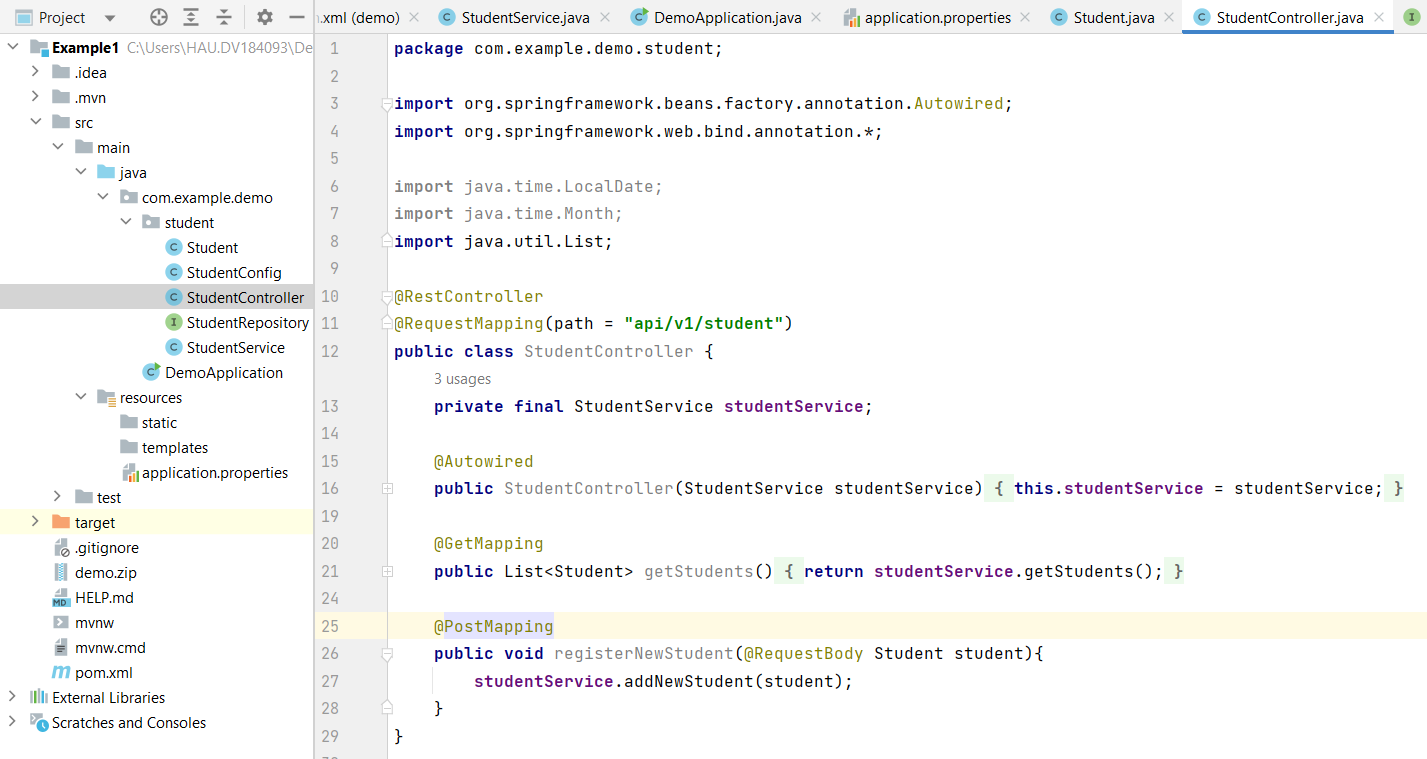 Project
n.xml (demo)
StudentService.java
DemoApplication.java
application.properties
Student.java
StudentController.java
Example1 C:\Users\HAU.DV184093\De
.idea
.mvn
src
main
java
com.example.demo
student
Student
StudentConfig
StudentController
StudentRepository
StudentService
DemoApplication
resources
static
templates
application.properties
test
target
.gitignore
demo.zip
HELP.md
mvnw
mvnw.cmd
pom.xml
External Libraries
Scratches and Consoles
1 package com.example.demo.student;
2
3 import org.springframework.beans.factory.annotation.Autowired;
4 import org.springframework.web.bind.annotation.*;
5
6 import java.time.LocalDate;
7 import java.time.Month;
8 import java.util.List;
9
10 @RestController
11 @RequestMapping(path = "api/v1/student")
12 public class StudentController {
3 usages
13 private final StudentService studentService;
14
15 @Autowired
16 public StudentController(StudentService studentService) { this.studentService = studentService; }
19
20 @GetMapping
21 public List<Student> getStudents() { return studentService.getStudents(); }
24
25 @PostMapping
26 public void registerNewStudent(@RequestBody Student student){
27 studentService.addNewStudent(student);
28 }
29 }